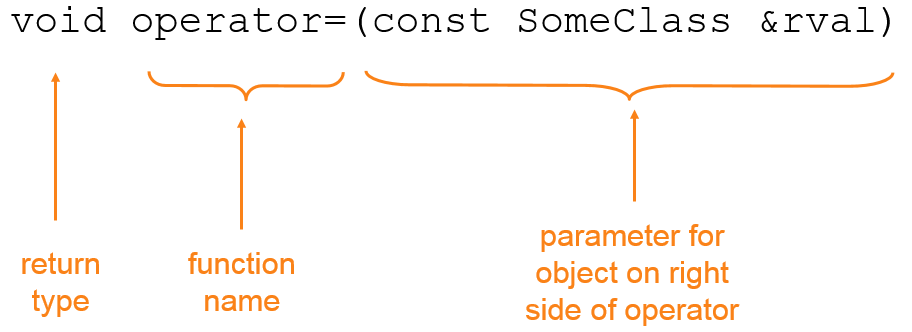 void operator=(const SomeClass &rval)
return
type
function
name
parameter for
object on right
side of operator